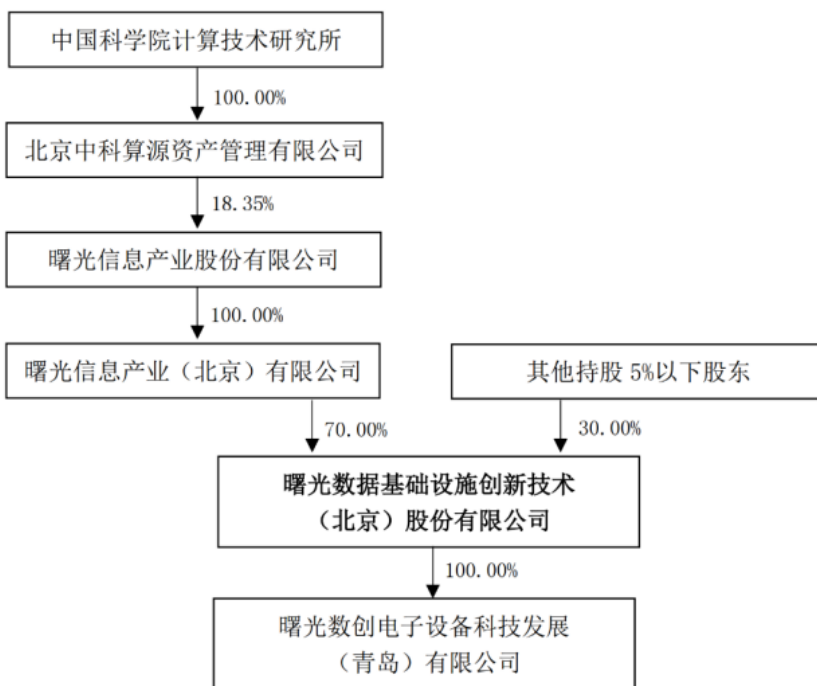 中国科学院计算技术研究所
100.00%
北京中科算源资产管理有限公司
18.35%
曙光信息产业股份有限公司
100.00%
曙光信息产业（北京）有限公司
其他持股 5%以下股东
70.00%
30.00%
曙光数据基础设施创新技术
（北京）股份有限公司
100.00%
曙光数创电子设备科技发展
（青岛）有限公司